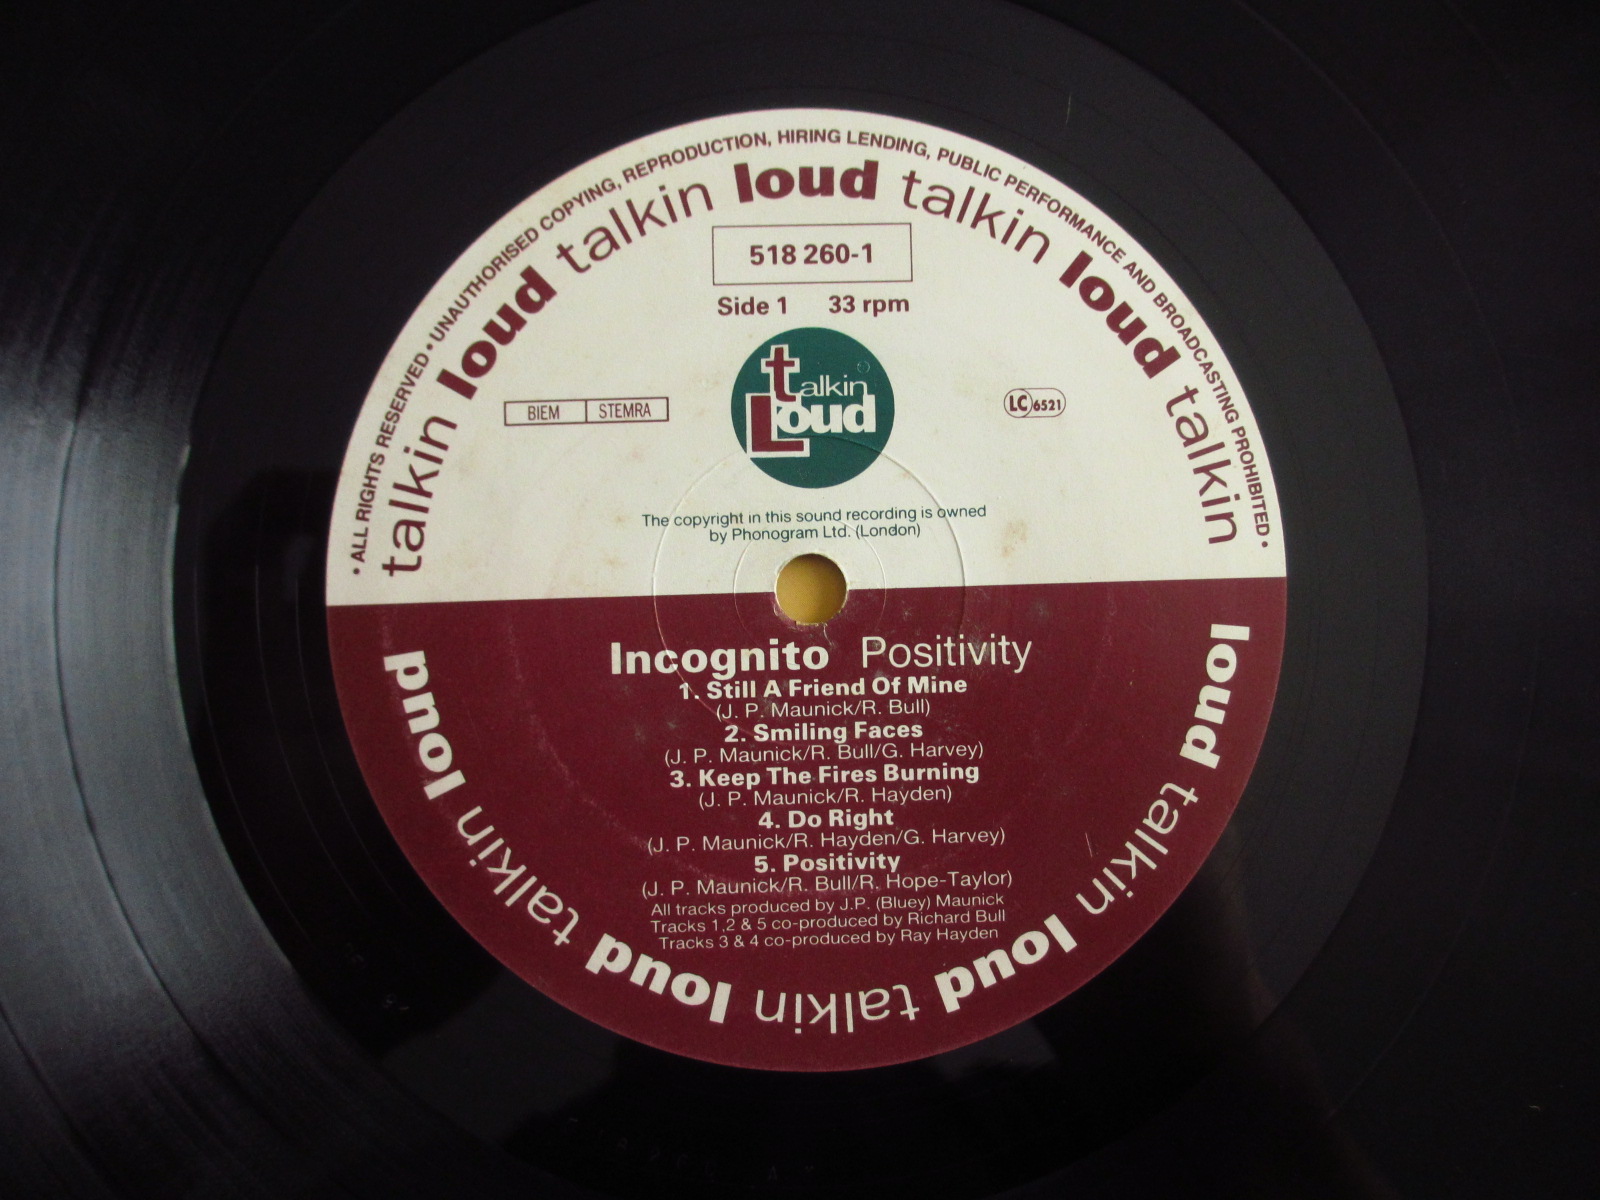 • ALL RIGHTS RESERVED • UNAUTHORISED COPYING, REPRODUCTION, HIRING LENDING, PUBLIC PERFORMANCE AND BROADCASTING PROHIBITED •
talkin loud talkin loud talkin loud talkin
518 260-1
Side 1 33 rpm
talkin
Loud
BIEM STEMRA
LC 6521
The copyright in this sound recording is owned
by Phonogram Ltd. (London)
Incognito Positivity
1. Still A Friend Of Mine
(J. P. Maunick/R. Bull)
2. Smiling Faces
(J. P. Maunick/R. Bull/G. Harvey)
3. Keep The Fires Burning
(J. P. Maunick/R. Hayden)
4. Do Right
(J. P. Maunick/R. Hayden/G. Harvey)
5. Positivity
(J. P. Maunick/R. Bull/R. Hope-Taylor)
All tracks produced by J.P. (Bluey) Maunick
Tracks 1,2 & 5 co-produced by Richard Bull
Tracks 3 & 4 co-produced by Ray Hayden
loud talkin loud talkin loud talkin loud